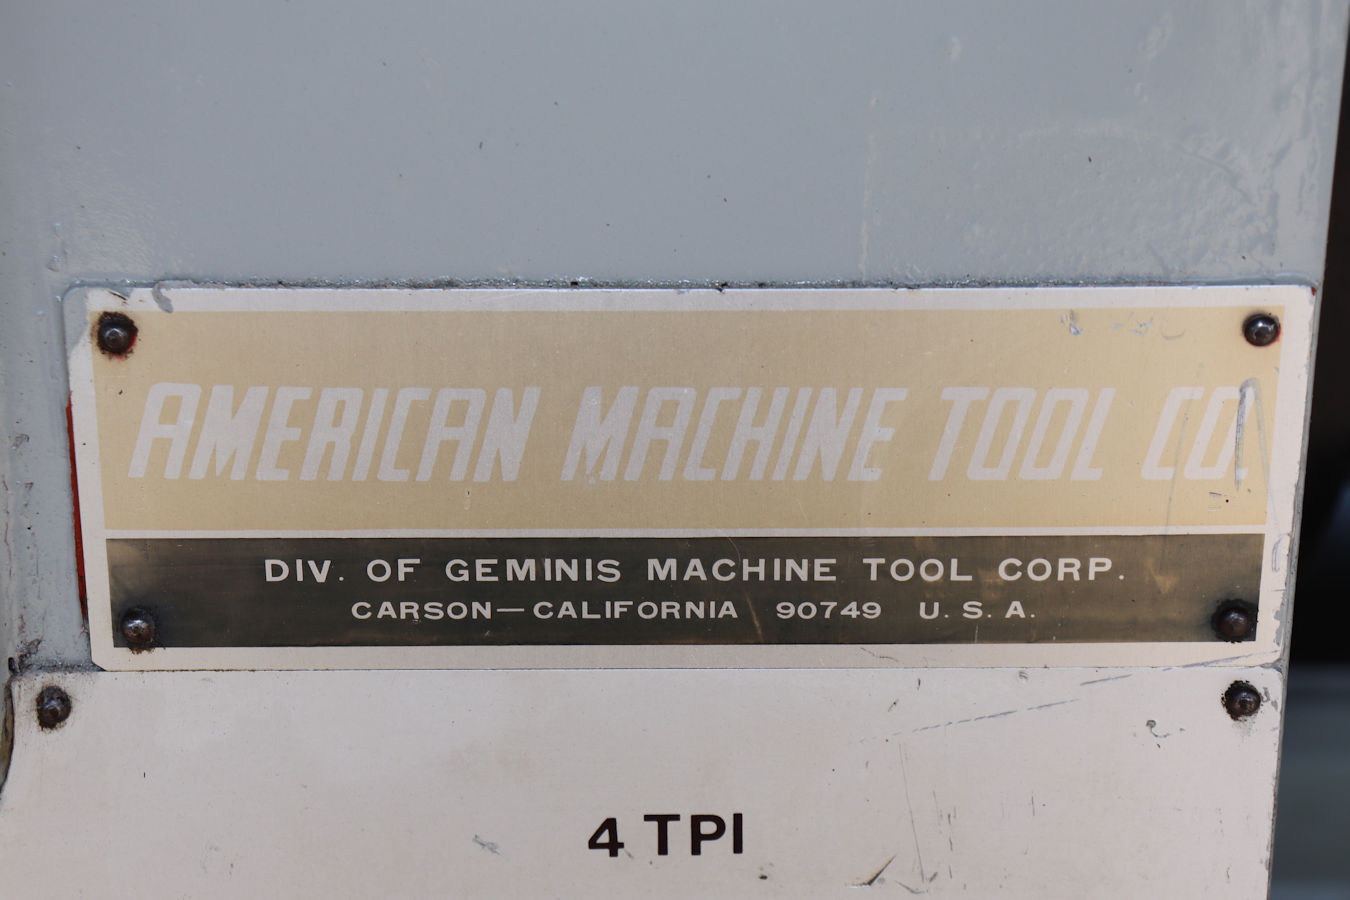 AMERICAN MACHINE TOOL CO.
DIV. OF GEMINIS MACHINE TOOL CORP.
CARSON—CALIFORNIA 90749 U. S. A.
4 TPI